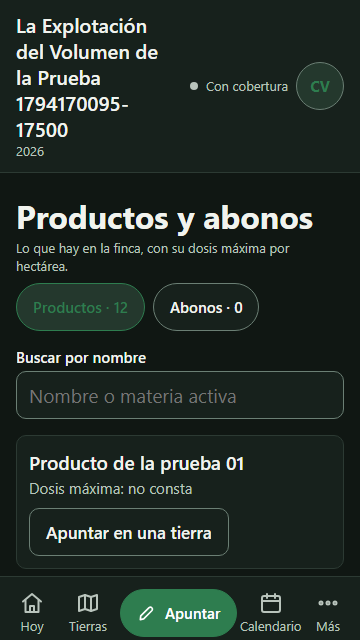 La Explotación
del Volumen de
la Prueba
1794170095-
17500
2026
Con cobertura
CV
Productos y abonos
Lo que hay en la finca, con su dosis máxima por
hectárea.
Productos · 12
Abonos · 0
Buscar por nombre
Nombre o materia activa
Producto de la prueba 01
Dosis máxima: no consta
Apuntar en una tierra
Hoy
Tierras
Apuntar
Calendario
Más